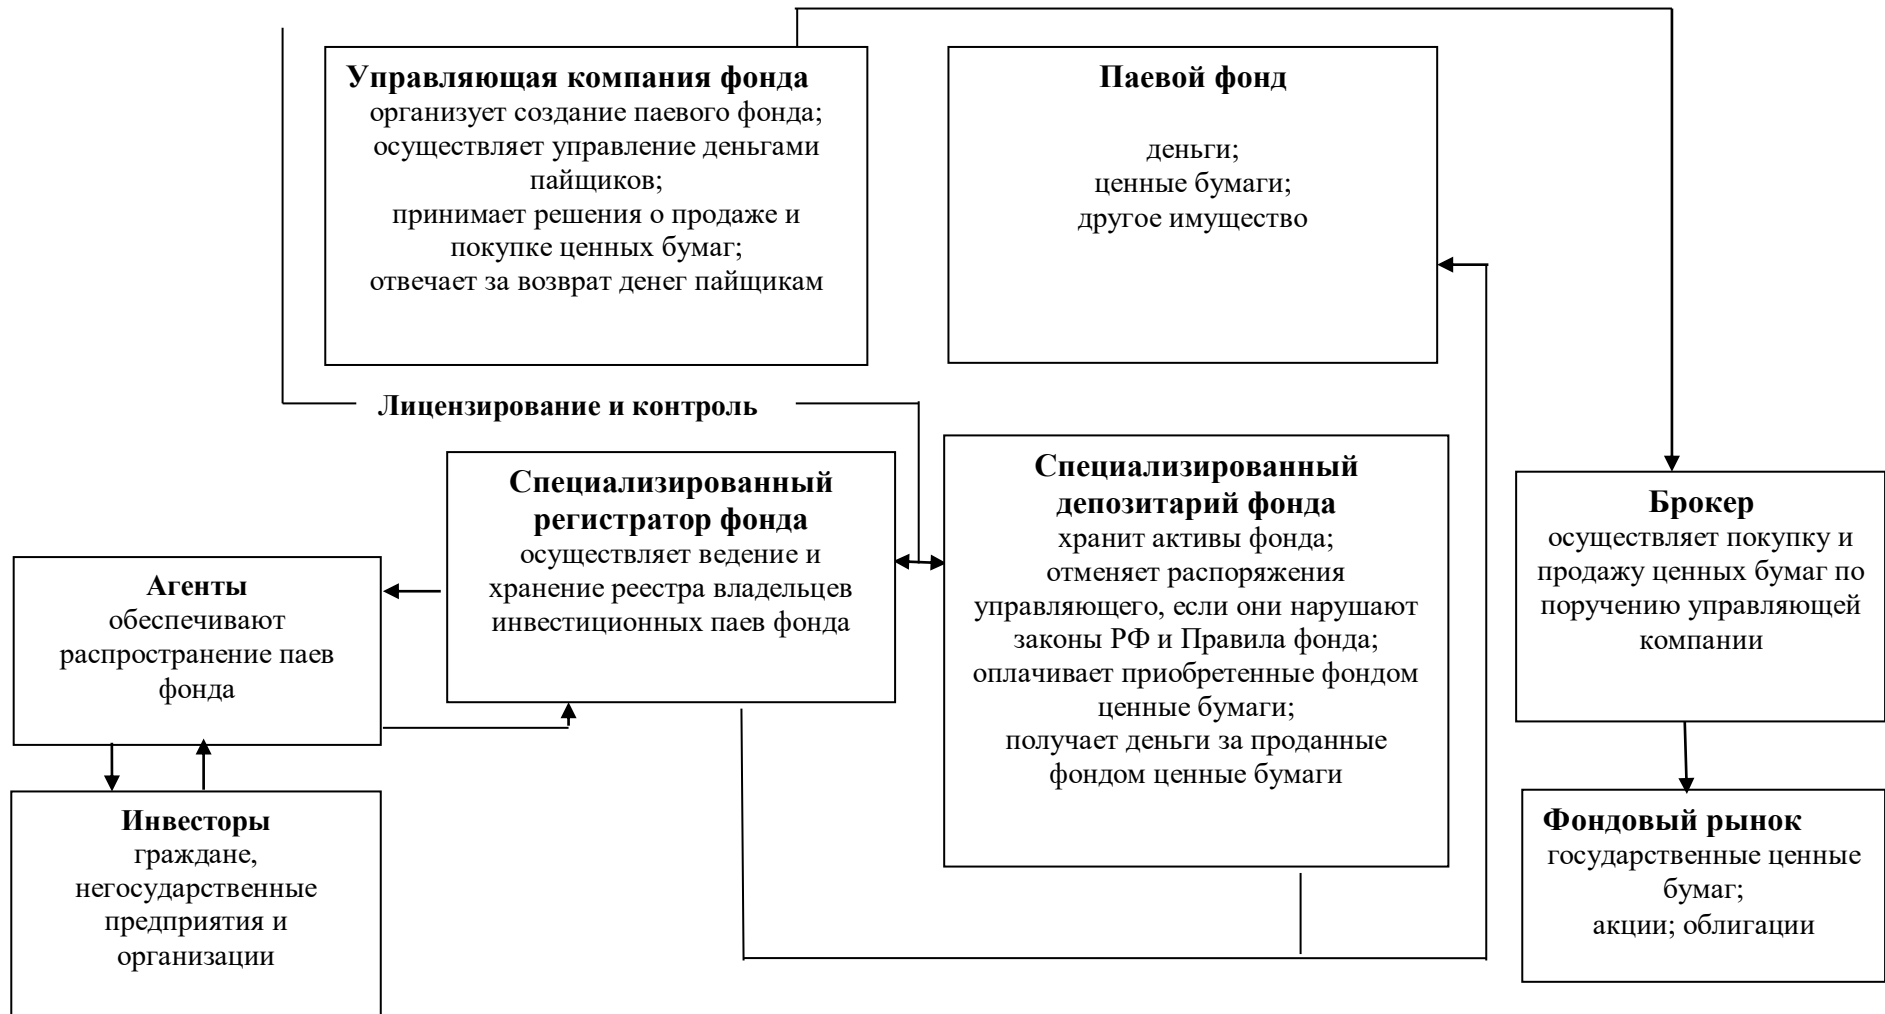 Управляющая компания фонда
организует создание паевого фонда;
осуществляет управление деньгами
пайщиков;
принимает решения о продаже и
покупке ценных бумаг;
отвечает за возврат денег пайщикам
Паевой фонд
деньги;
ценные бумаги;
другое имущество
Лицензирование и контроль
Специализированный
регистратор фонда
осуществляет ведение и
хранение реестра владельцев
инвестиционных паев фонда
Специализированный
депозитарий фонда
хранит активы фонда;
отменяет распоряжения
управляющего, если они нарушают
законы РФ и Правила фонда;
оплачивает приобретенные фондом
ценные бумаги;
получает деньги за проданные
фондом ценные бумаги
Брокер
осуществляет покупку и
продажу ценных бумаг по
поручению управляющей
компании
Агенты
обеспечивают
распространение паев
фонда
Инвесторы
граждане,
негосударственные
предприятия и
организации
Фондовый рынок
государственные ценные
бумаг;
акции; облигации